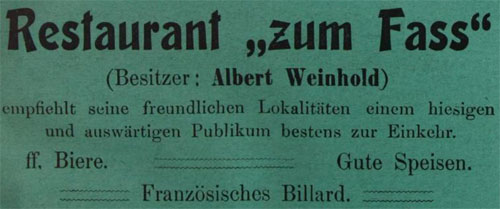 Restaurant „zum Fass“
(Besitzer: Albert Weinhold)
empfiehlt seine freundlichen Lokalitäten einem hiesigen
und auswärtigen Publikum bestens zur Einkehr.
ff. Biere. Gute Speisen.
Französisches Billard.